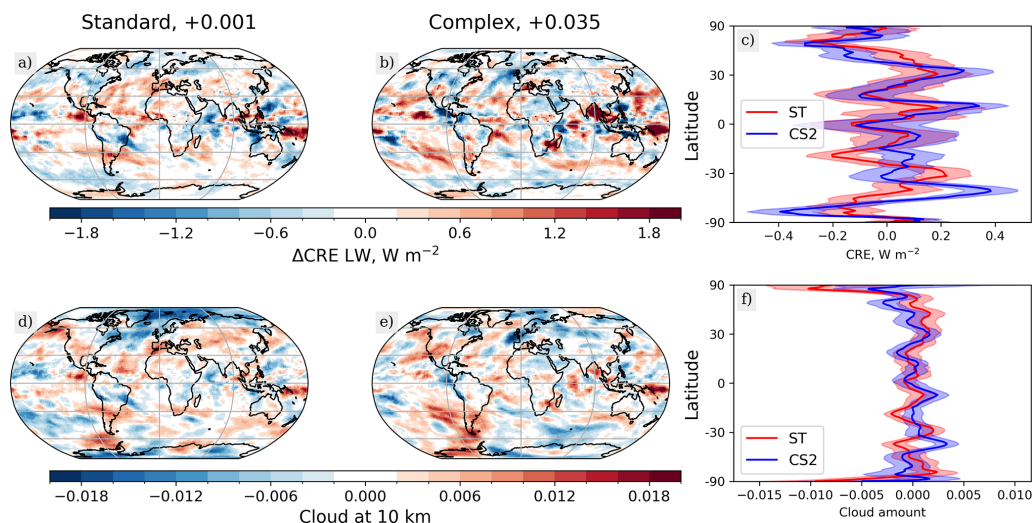 Standard, +0.001
Complex, +0.035
a)
b)
c)
90
30
0
-30
-90
Latitude
ST
CS2
−0.4 −0.2 0.0 0.2 0.4
CRE, W m⁻²
−1.8 −1.2 −0.6 0.0 0.6 1.2 1.8
ΔCRE LW, W m⁻²
d)
e)
f)
90
30
0
-30
-90
Latitude
ST
CS2
−0.015 −0.010 −0.005 0.000 0.005 0.010
Cloud amount
−0.018 −0.012 −0.006 0.000 0.006 0.012 0.018
Cloud at 10 km